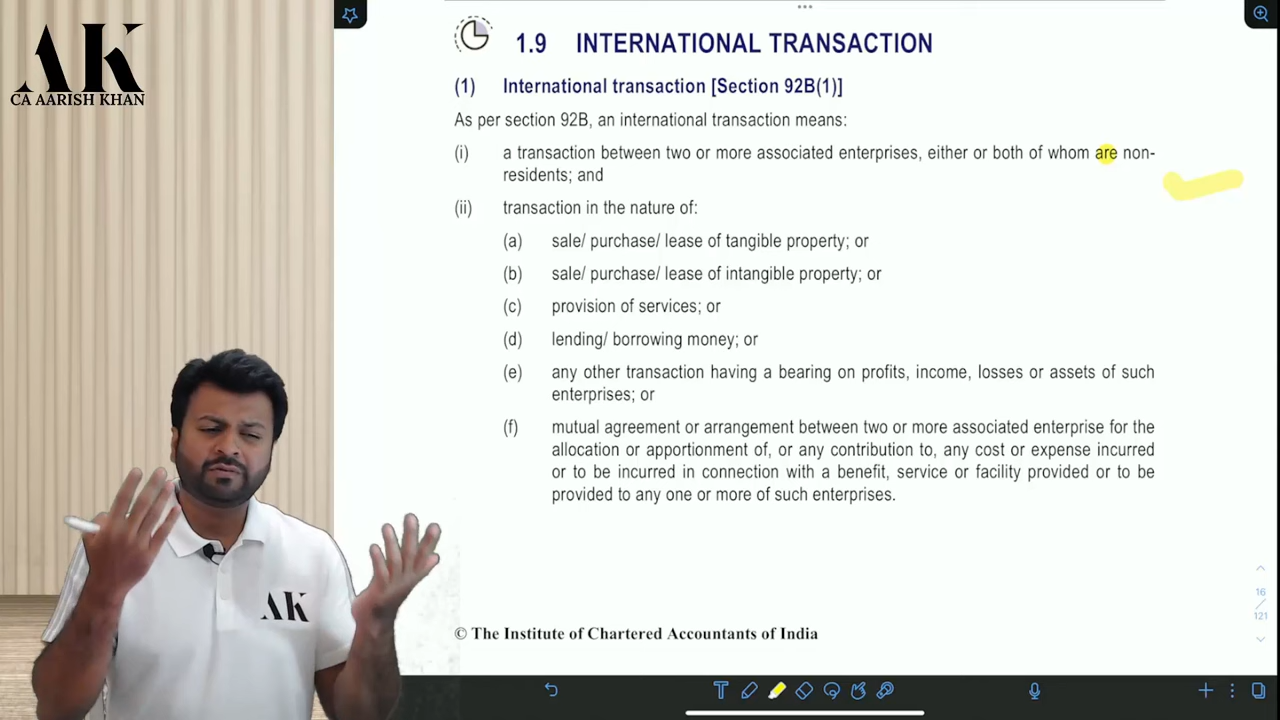 AK
CA AARISH KHAN
1.9 INTERNATIONAL TRANSACTION
(1) International transaction [Section 92B(1)]
As per section 92B, an international transaction means:
(i) a transaction between two or more associated enterprises, either or both of whom are non-
residents; and
(ii) transaction in the nature of:
(a) sale/ purchase/ lease of tangible property; or
(b) sale/ purchase/ lease of intangible property; or
(c) provision of services; or
(d) lending/ borrowing money; or
(e) any other transaction having a bearing on profits, income, losses or assets of such
enterprises; or
(f) mutual agreement or arrangement between two or more associated enterprise for the
allocation or apportionment of, or any contribution to, any cost or expense incurred
or to be incurred in connection with a benefit, service or facility provided or to be
provided to any one or more of such enterprises.
AK
16
/
121
© The Institute of Chartered Accountants of India
T